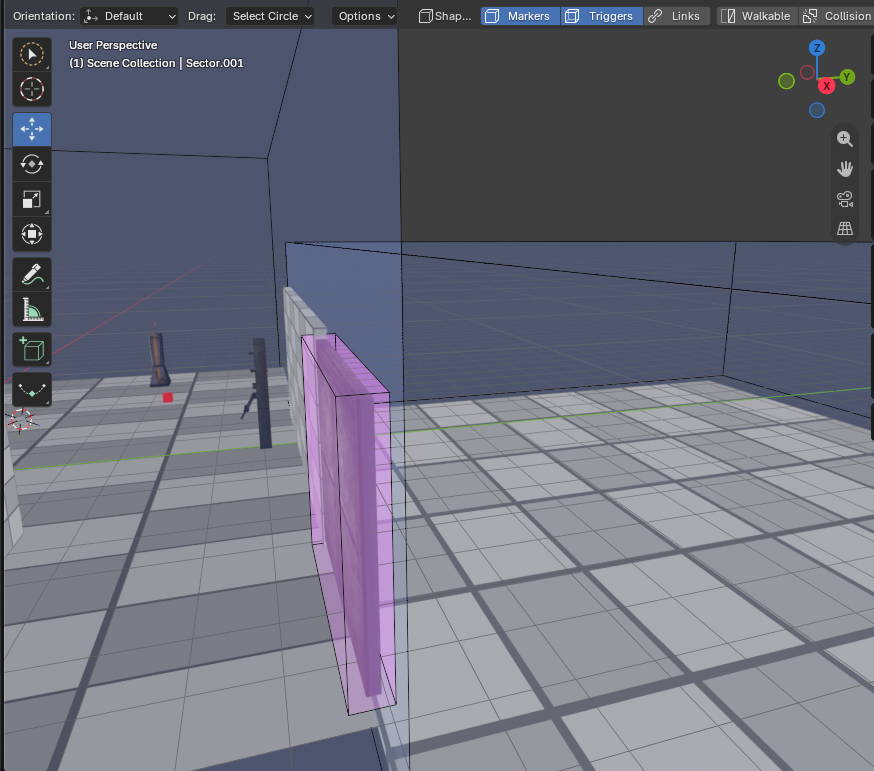 Orientation: Default Drag: Select Circle Options Shap... Markers Triggers Links Walkable Collision
User Perspective
(1) Scene Collection | Sector.001
Z
Y
X